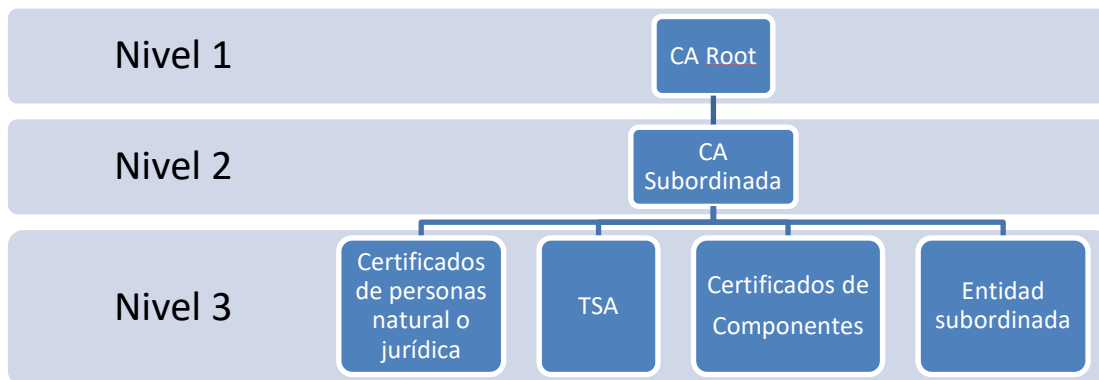 Nivel 1
CA Root
Nivel 2
CA
Subordinada
Nivel 3
Certificados
de personas
natural o
jurídica
TSA
Certificados de
Componentes
Entidad
subordinada